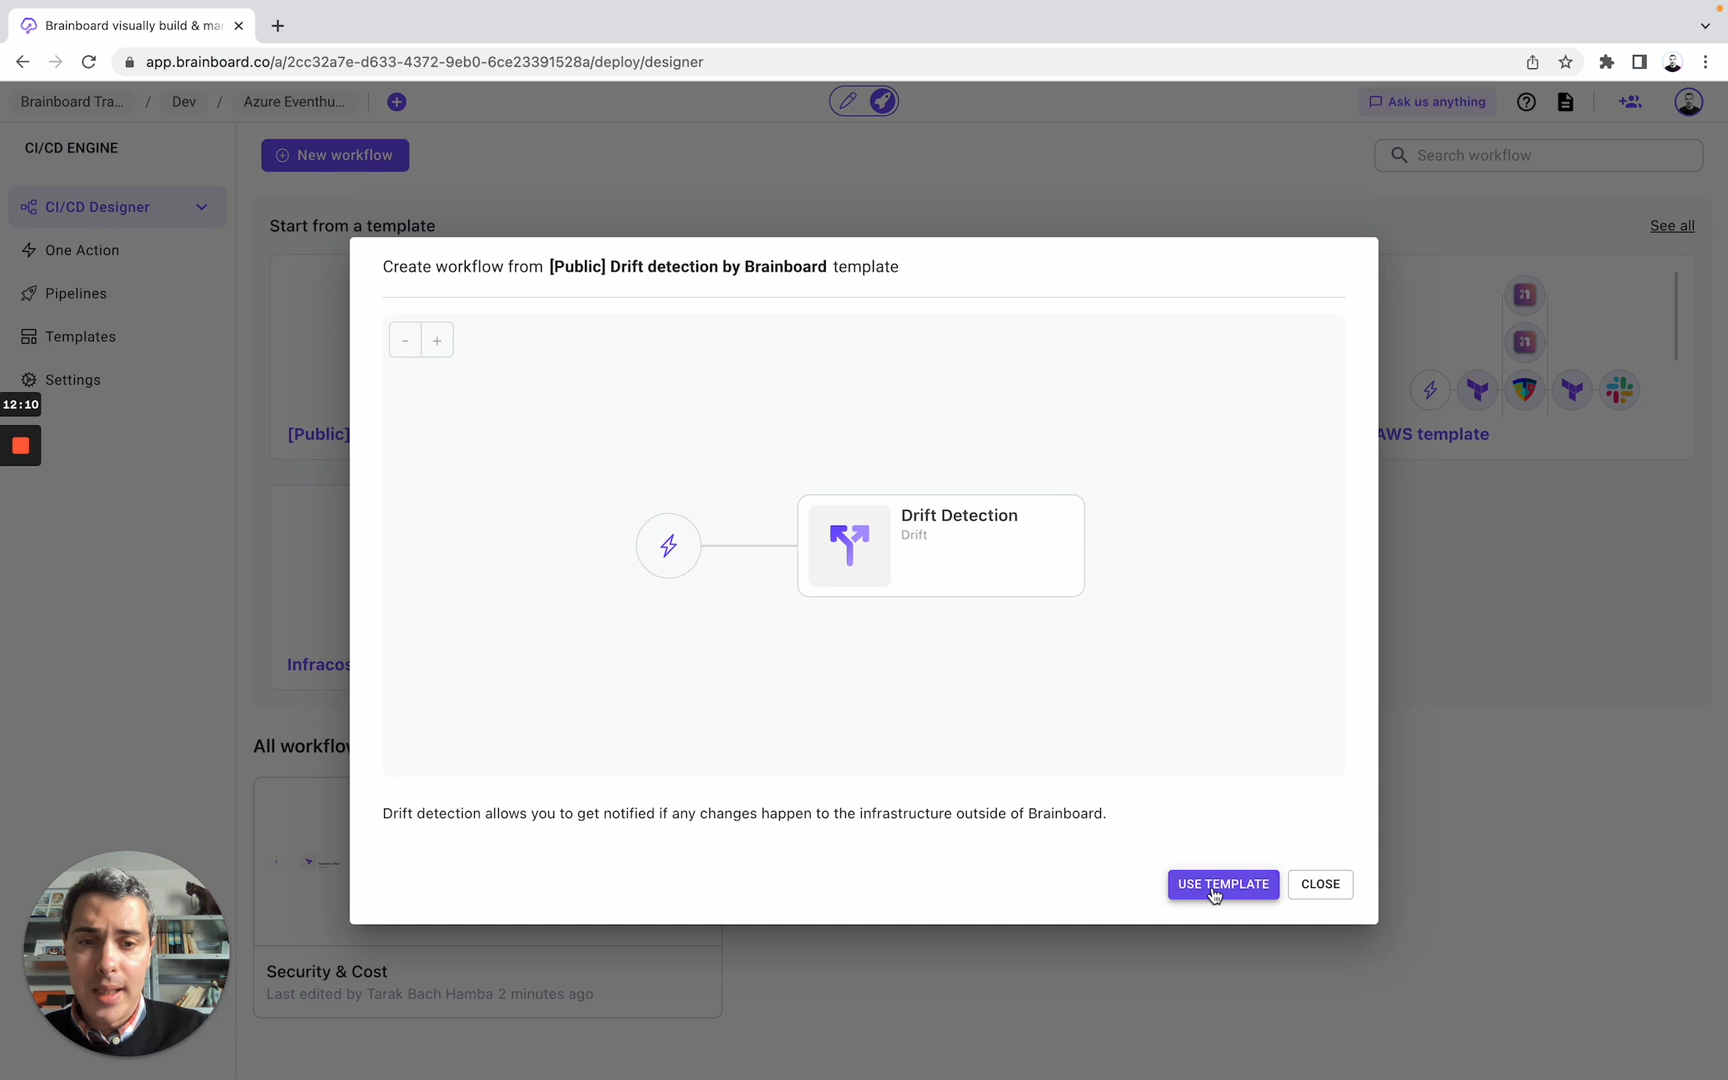 Brainboard visually build & mar
app.brainboard.co/a/2cc32a7e-d633-4372-9eb0-6ce23391528a/deploy/designer
Brainboard Tra... / Dev / Azure Eventhu...
Ask us anything
CI/CD ENGINE
New workflow
Search workflow
CI/CD Designer
One Action
Pipelines
Templates
Settings
12:10
Start from a template
See all
Create workflow from [Public] Drift detection by Brainboard template
- +
Drift Detection
Drift
[Public]
AWS template
Infracos
All workflow
Drift detection allows you to get notified if any changes happen to the infrastructure outside of Brainboard.
USE TEMPLATE
CLOSE
Security & Cost
Last edited by Tarak Bach Hamba 2 minutes ago